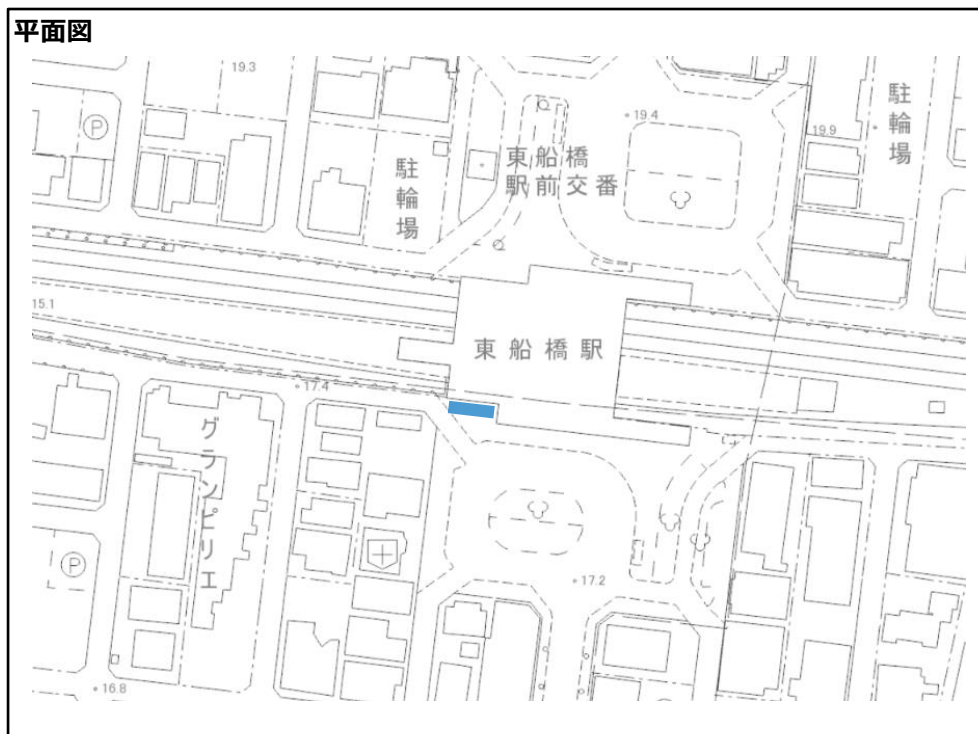 平面図
19.3
P
駐輪場
東船橋
駅前交番
19.4
19.9
駐輪場
15.1
東船橋駅
17.4
グランピリエ
P
17.2
16.8